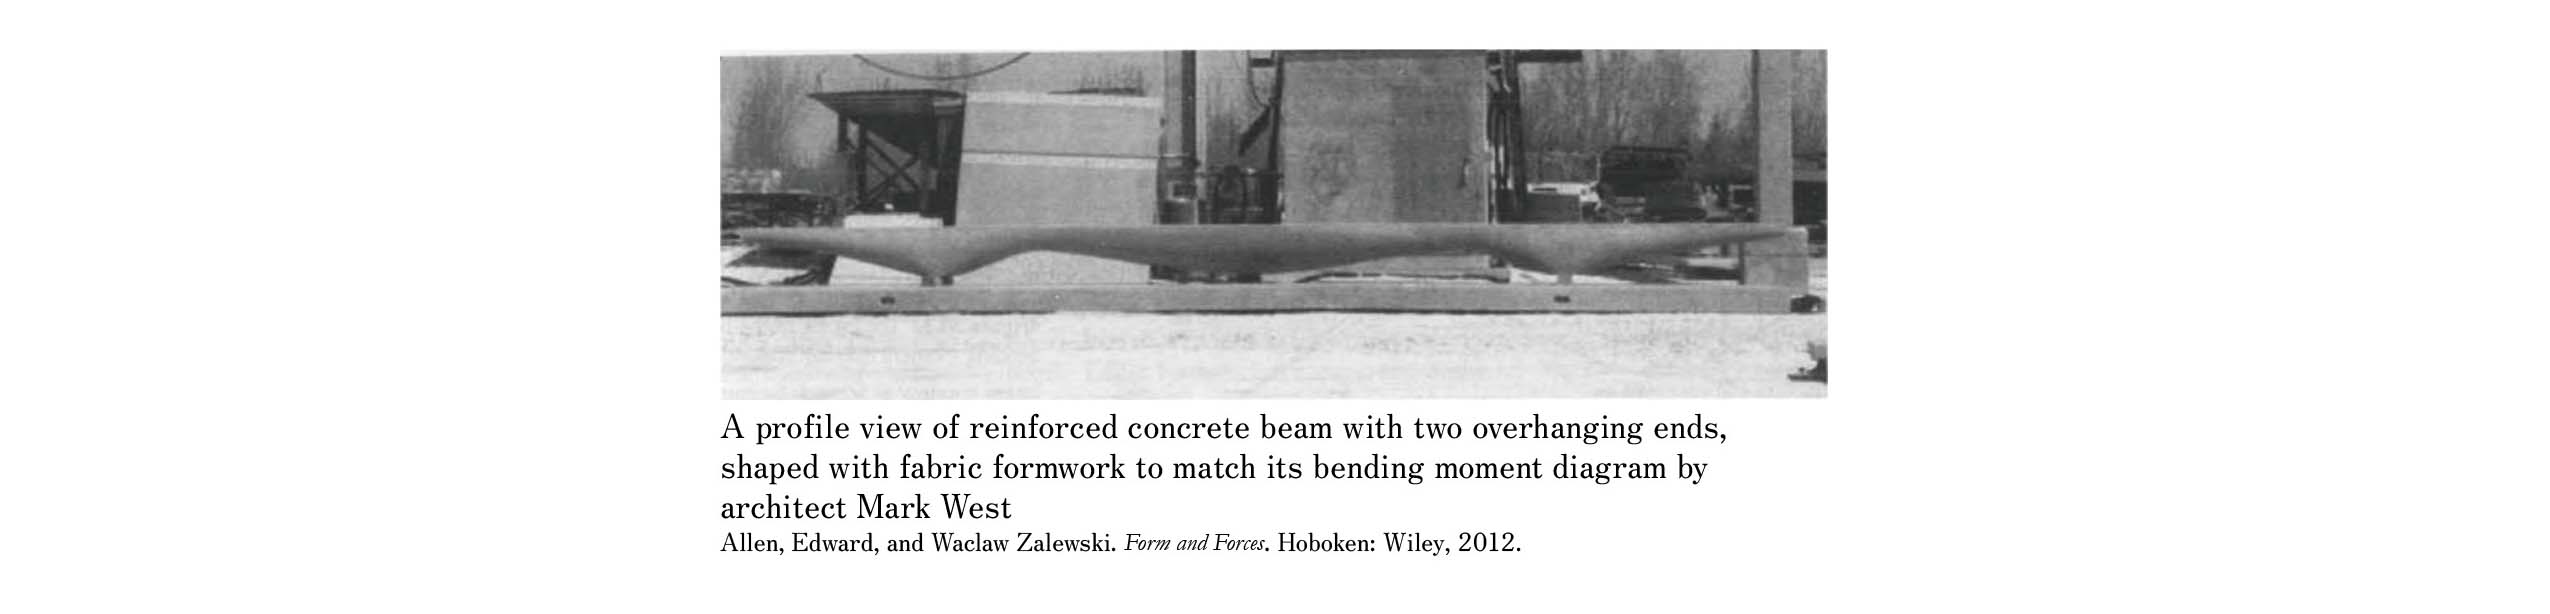 A profile view of reinforced concrete beam with two overhanging ends,
shaped with fabric formwork to match its bending moment diagram by
architect Mark West
Allen, Edward, and Waclaw Zalewski. Form and Forces. Hoboken: Wiley, 2012.